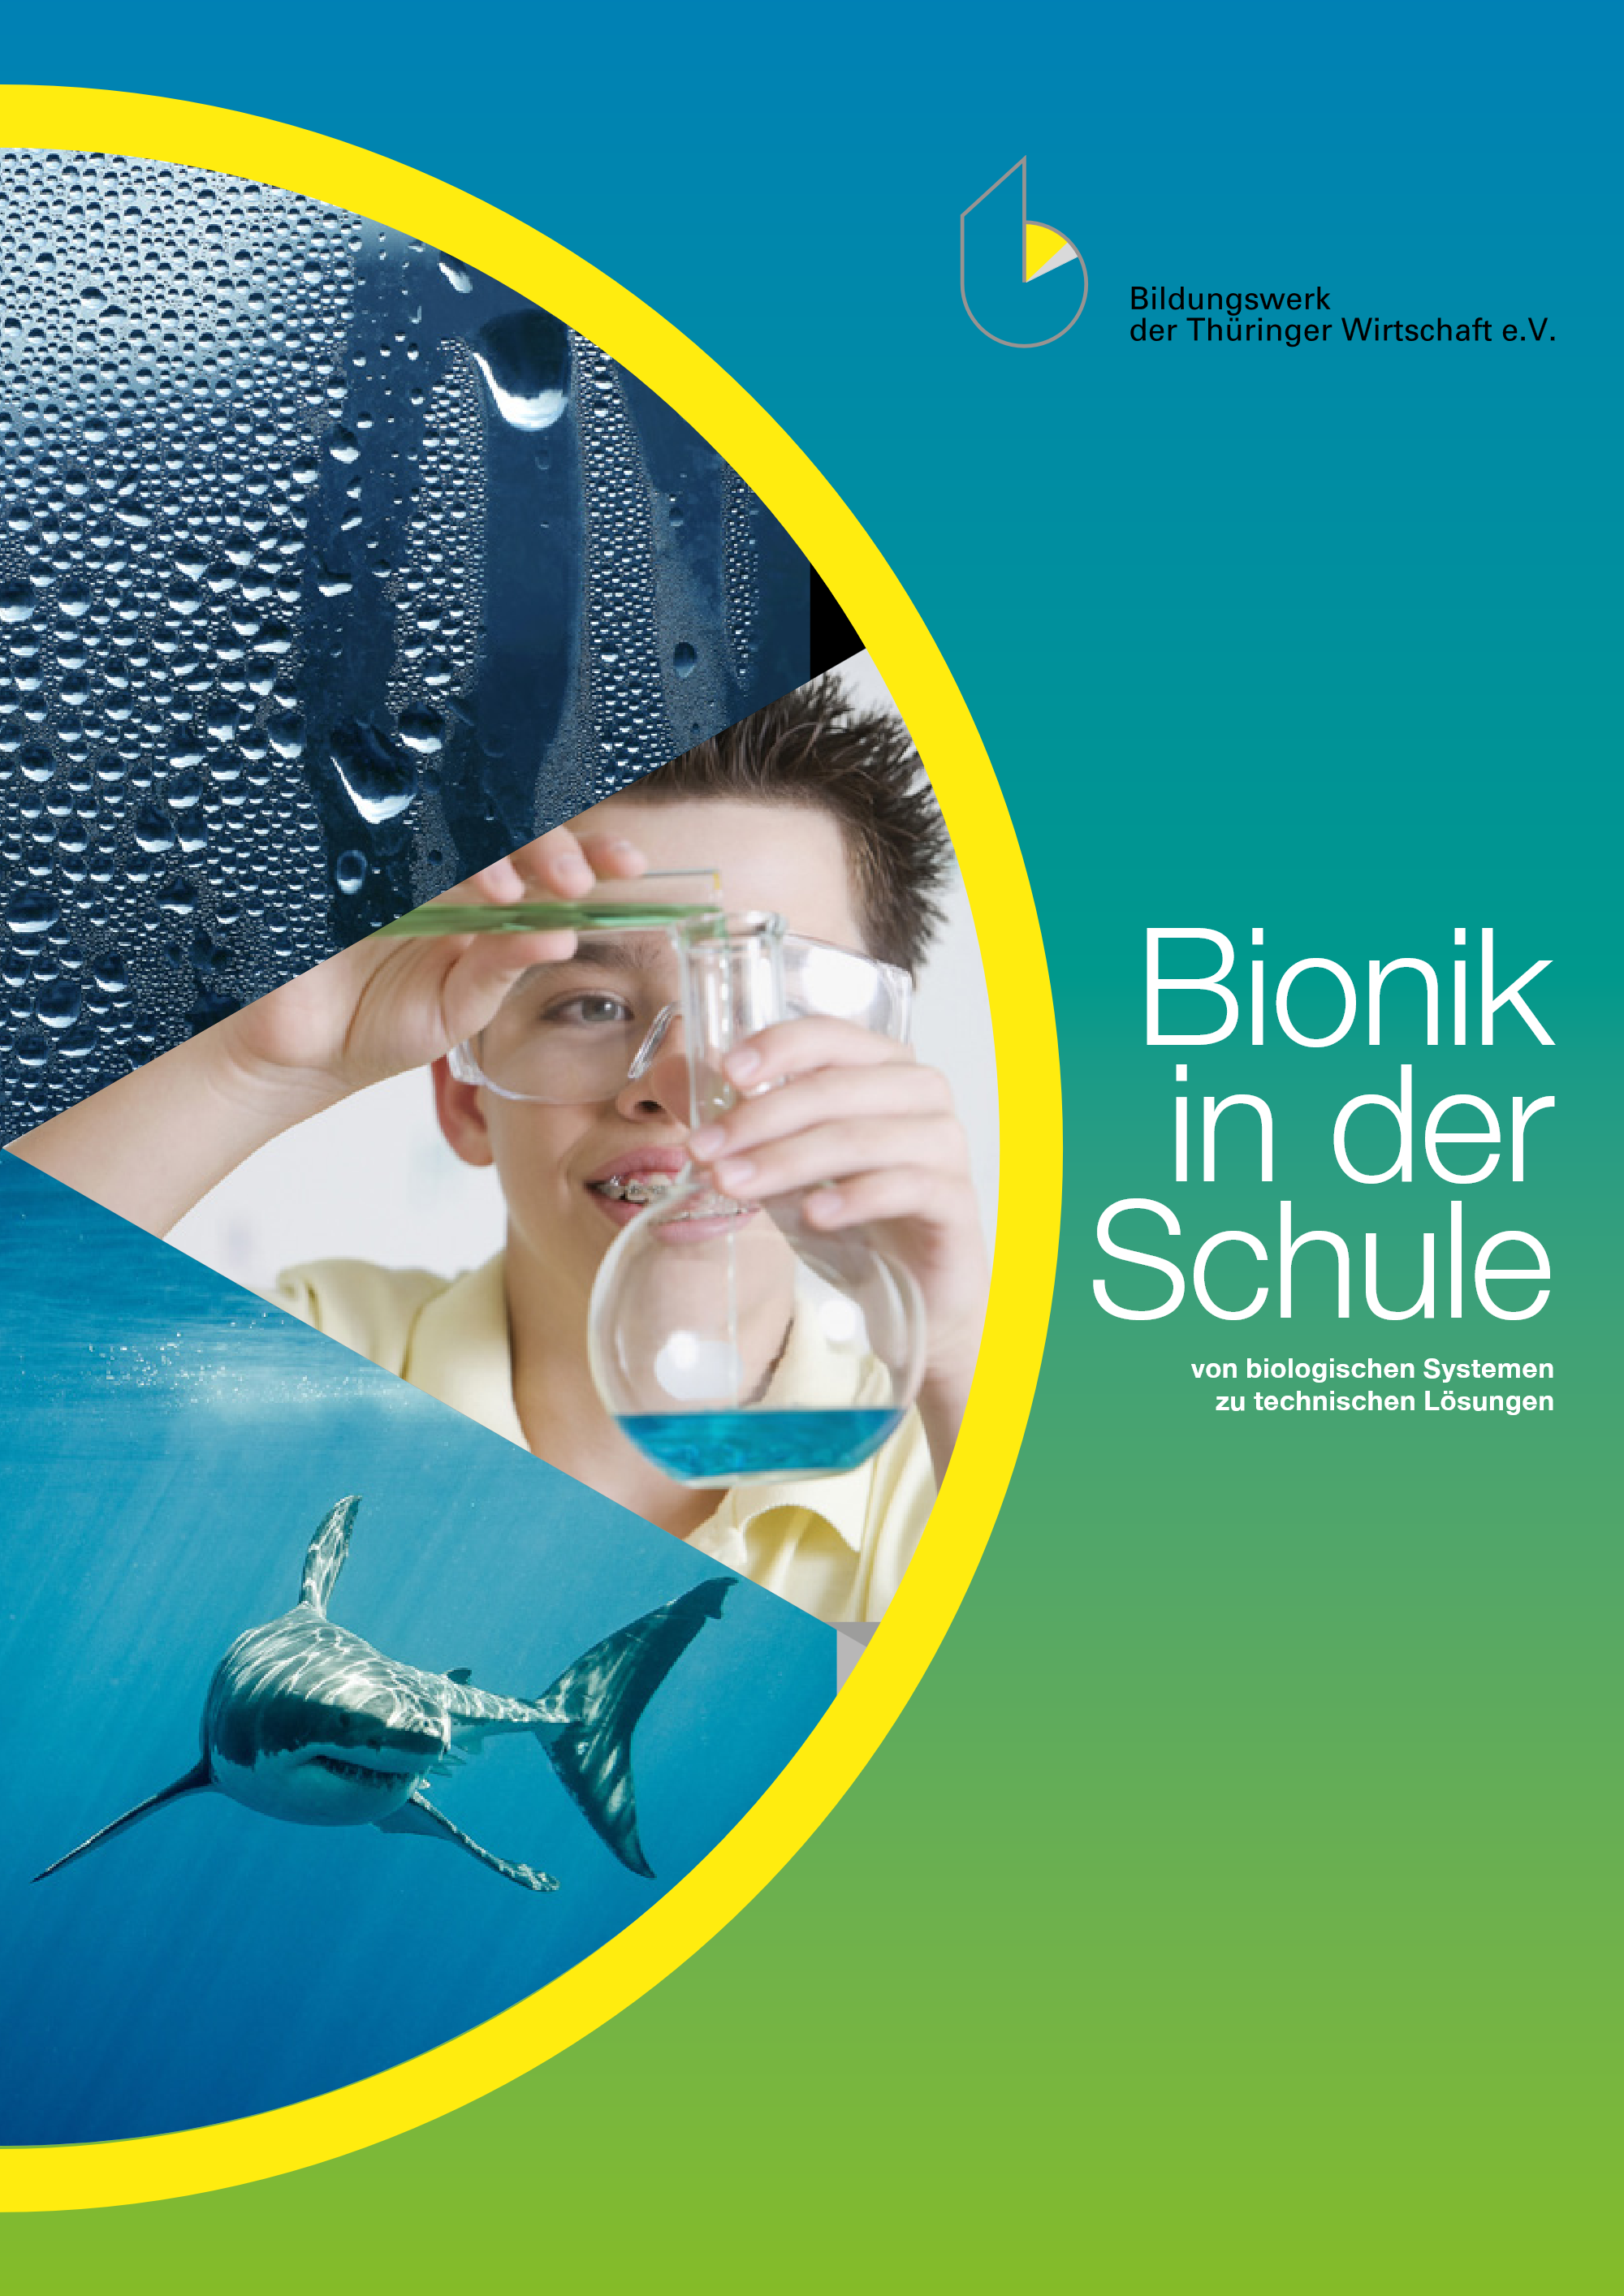 Bildungswerk
der Thüringer Wirtschaft e.V.
Bionik
in der
Schule
von biologischen Systemen
zu technischen Lösungen